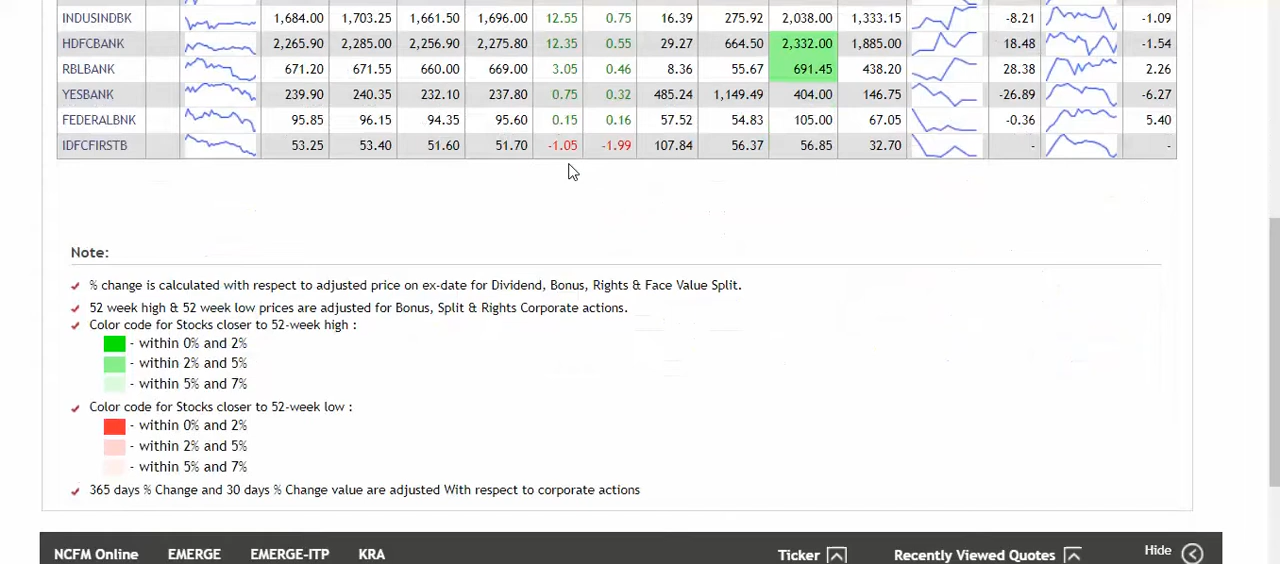 INDUSINDBK 1,684.00 1,703.25 1,661.50 1,696.00 12.55 0.75 16.39 275.92 2,038.00 1,333.15 -8.21 -1.09
HDFCBANK 2,265.90 2,285.00 2,256.90 2,275.80 12.35 0.55 29.27 664.50 2,332.00 1,885.00 18.48 -1.54
RBLBANK 671.20 671.55 660.00 669.00 3.05 0.46 8.36 55.67 691.45 438.20 28.38 2.26
YESBANK 239.90 240.35 232.10 237.80 0.75 0.32 485.24 1,149.49 404.00 146.75 -26.89 -6.27
FEDERALBNK 95.85 96.15 94.35 95.60 0.15 0.16 57.52 54.83 105.00 67.05 -0.36 5.40
IDFCFIRSTB 53.25 53.40 51.60 51.70 -1.05 -1.99 107.84 56.37 56.85 32.70 - -
Note:
% change is calculated with respect to adjusted price on ex-date for Dividend, Bonus, Rights & Face Value Split.
52 week high & 52 week low prices are adjusted for Bonus, Split & Rights Corporate actions.
Color code for Stocks closer to 52-week high :
- within 0% and 2%
- within 2% and 5%
- within 5% and 7%
Color code for Stocks closer to 52-week low :
- within 0% and 2%
- within 2% and 5%
- within 5% and 7%
365 days % Change and 30 days % Change value are adjusted With respect to corporate actions
NCFM Online EMERGE EMERGE-ITP KRA Ticker Recently Viewed Quotes Hide